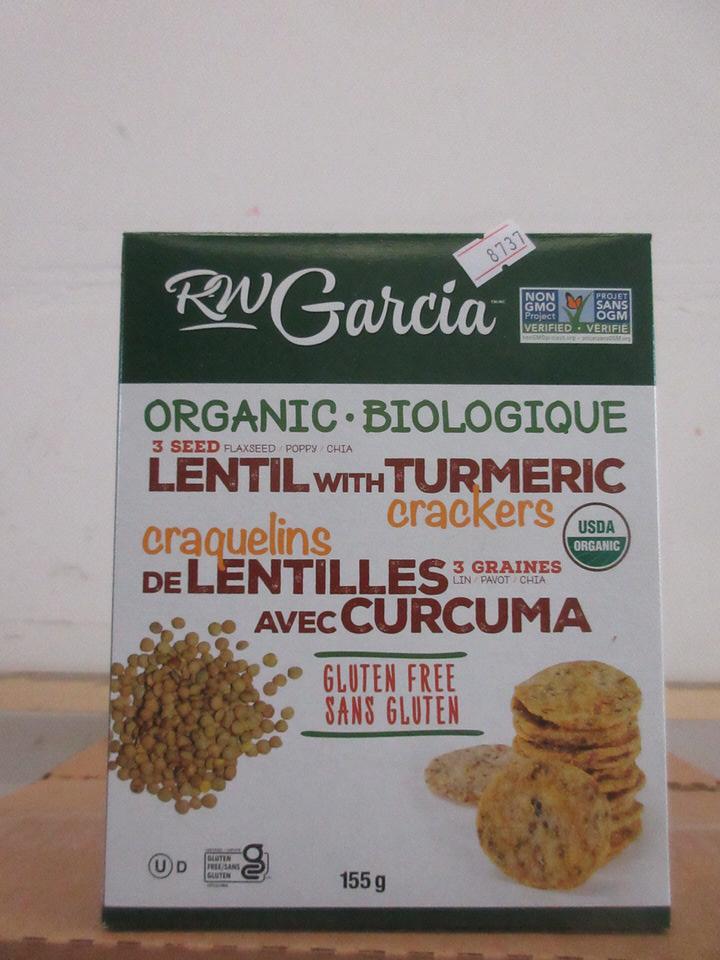 8737
RW Garcia
NON GMO Project
PROJET SANS OGM
VERIFIED • VÉRIFIÉ
ORGANIC • BIOLOGIQUE
3 SEED FLAXSEED / POPPY / CHIA
LENTIL WITH TURMERIC
crackers
USDA
ORGANIC
craquelins
DE LENTILLES
3 GRAINES
LIN / PAVOT / CHIA
AVEC CURCUMA
GLUTEN FREE
SANS GLUTEN
U D
GLUTEN
FREE/SANS
GLUTEN
155 g